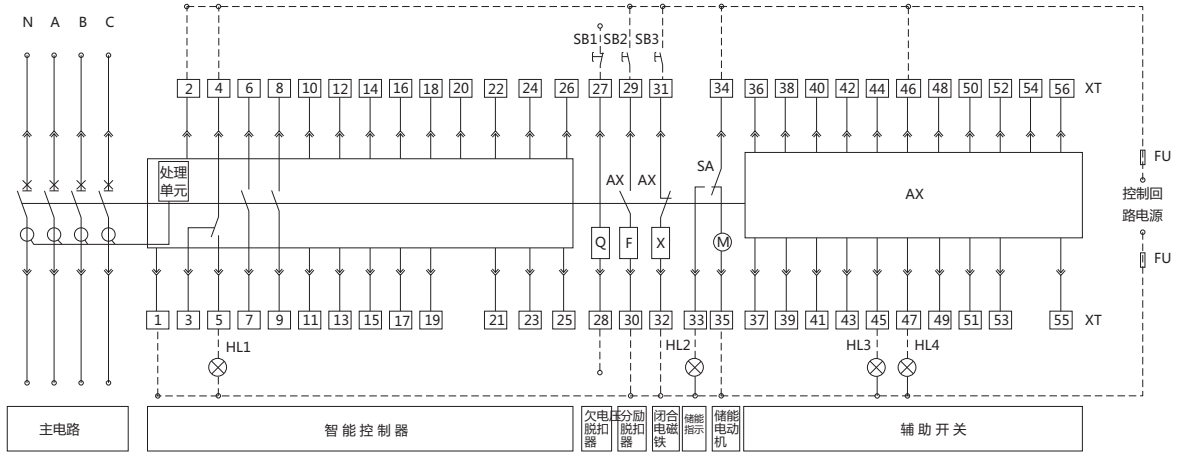 N A B C
SB1 SB2 SB3
2 4 6 8 10 12 14 16 18 20 22 24 26 27 29 31 34 36 38 40 42 44 46 48 50 52 54 56 XT
FU
处理
单元
AX AX SA
AX
控制回
路电源
Q F X M
FU
1 3 5 7 9 11 13 15 17 19 21 23 25 28 30 32 33 35 37 39 41 43 45 47 49 51 53 55 XT
HL1 HL2 HL3 HL4
主电路
智能控制器
欠电压
脱扣
器
分励
脱扣
器
闭合
电磁
铁
储能
指示
储能
电动
机
辅助开关